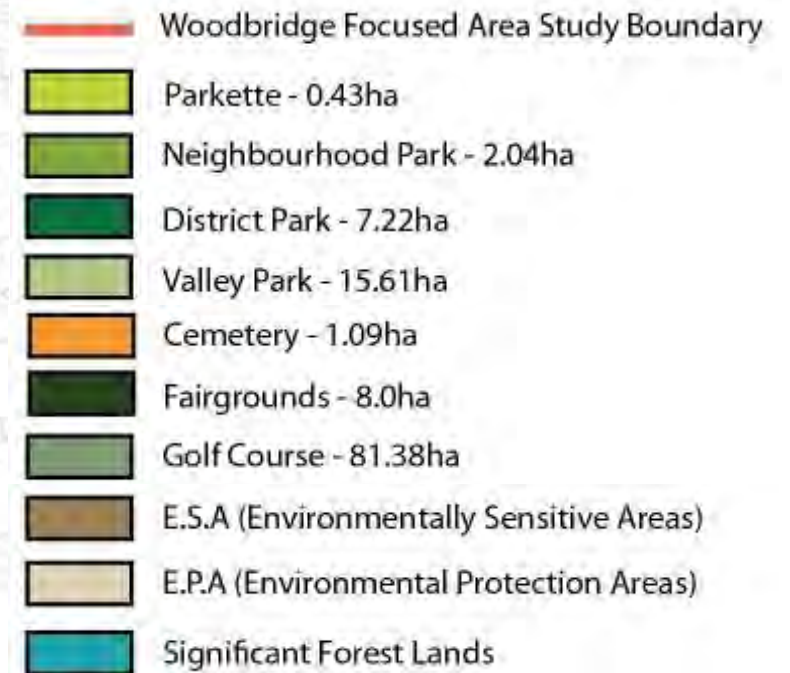 Woodbridge Focused Area Study Boundary
Parkette - 0.43ha
Neighbourhood Park - 2.04ha
District Park - 7.22ha
Valley Park - 15.61ha
Cemetery - 1.09ha
Fairgrounds - 8.0ha
Golf Course - 81.38ha
E.S.A (Environmentally Sensitive Areas)
E.P.A (Environmental Protection Areas)
Significant Forest Lands